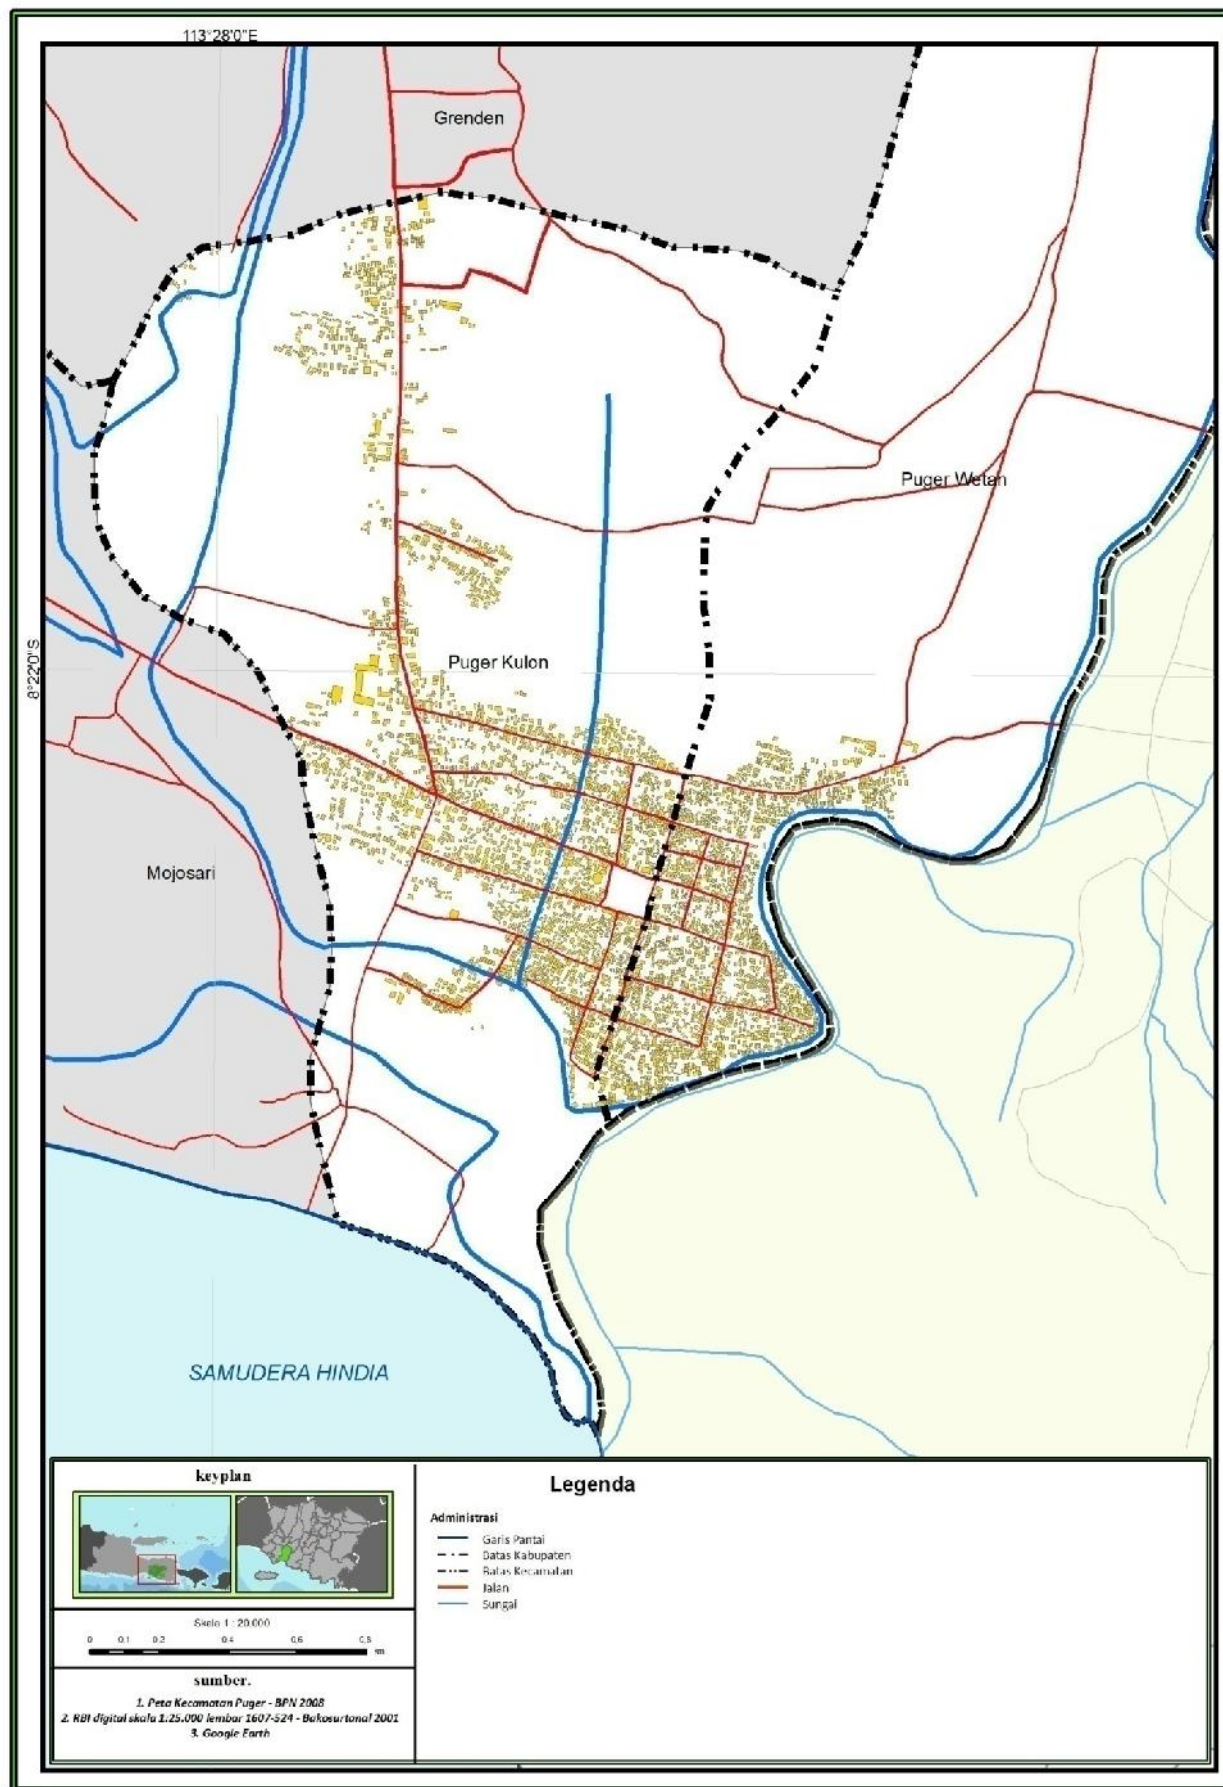 113°28'0"E
Grenden
Puger Wetan
8°22'0"S
Puger Kulon
Mojosari
SAMUDERA HINDIA
keyplan
Skala 1 : 20.000
0 0.1 0.2 0.4 0.6 0.8
km
sumber.
1. Peta Kecamatan Puger - BPN 2008
2. RBI digital skala 1:25.000 lembar 1607-524 - Bakosurtanal 2001
3. Google Earth
Legenda
Administrasi
Garis Pantai
Batas Kabupaten
Batas Kecamatan
Jalan
Sungai